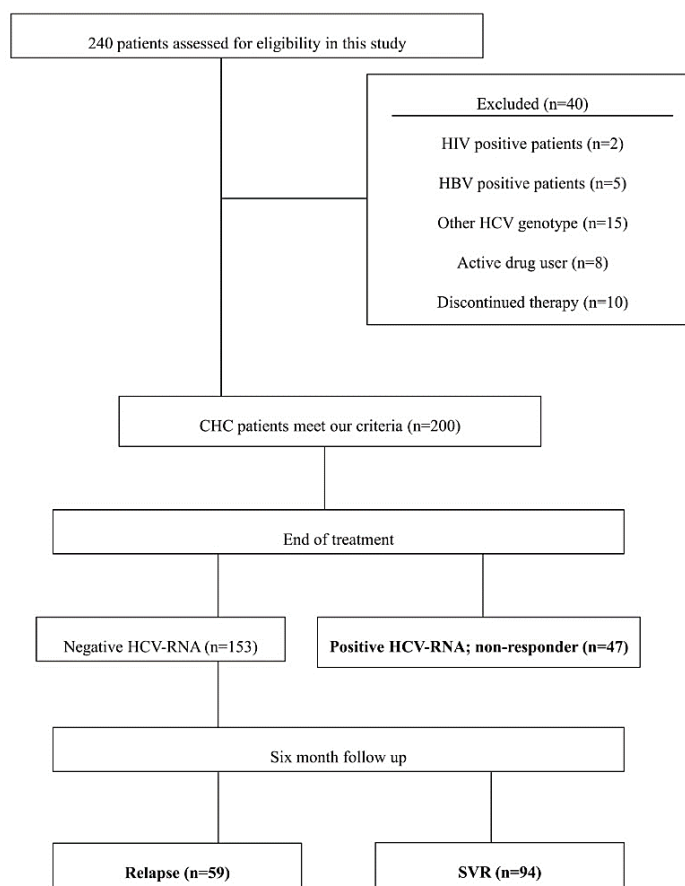 240 patients assessed for eligibility in this study
Excluded (n=40)
HIV positive patients (n=2)
HBV positive patients (n=5)
Other HCV genotype (n=15)
Active drug user (n=8)
Discontinued therapy (n=10)
CHC patients meet our criteria (n=200)
End of treatment
Negative HCV-RNA (n=153)
Positive HCV-RNA; non-responder (n=47)
Six month follow up
Relapse (n=59)
SVR (n=94)